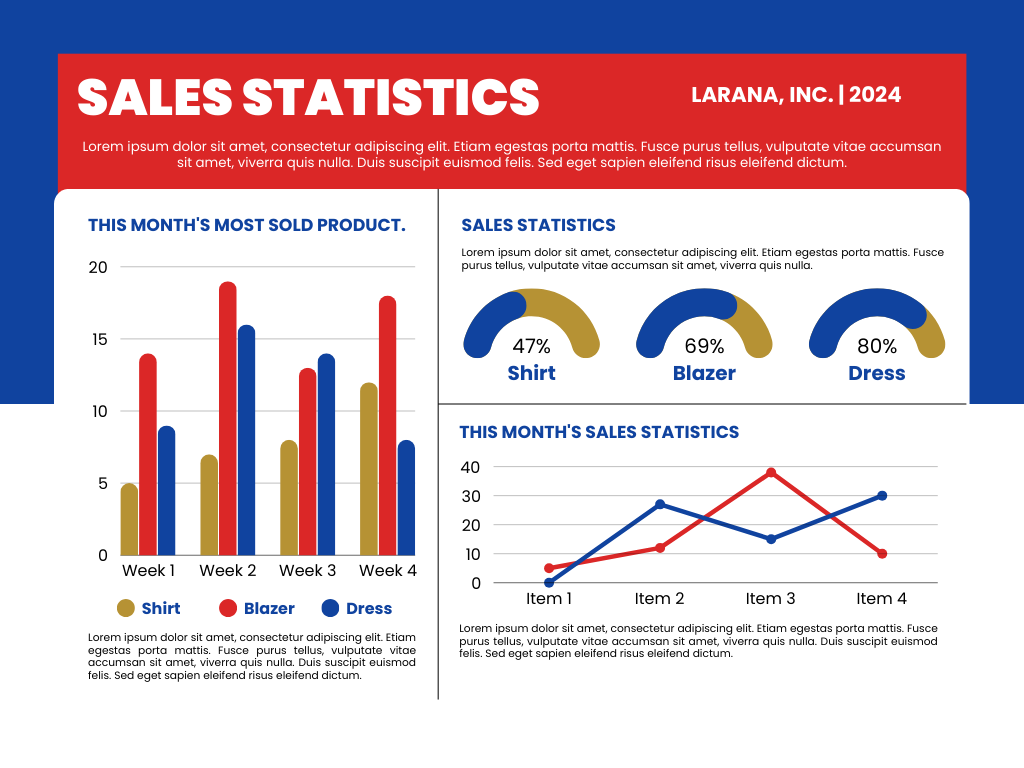 SALES STATISTICS
LARANA, INC. | 2024
Lorem ipsum dolor sit amet, consectetur adipiscing elit. Etiam egestas porta mattis. Fusce purus tellus, vulputate vitae accumsan
sit amet, viverra quis nulla. Duis suscipit euismod felis. Sed eget sapien eleifend risus eleifend dictum.
THIS MONTH'S MOST SOLD PRODUCT.
20
15
10
5
0
Week 1 Week 2 Week 3 Week 4
Shirt Blazer Dress
Lorem ipsum dolor sit amet, consectetur adipiscing elit. Etiam
egestas porta mattis. Fusce purus tellus, vulputate vitae
accumsan sit amet, viverra quis nulla. Duis suscipit euismod
felis. Sed eget sapien eleifend risus eleifend dictum.
SALES STATISTICS
Lorem ipsum dolor sit amet, consectetur adipiscing elit. Etiam egestas porta mattis. Fusce
purus tellus, vulputate vitae accumsan sit amet, viverra quis nulla.
47% 69% 80%
Shirt Blazer Dress
THIS MONTH'S SALES STATISTICS
40
30
20
10
0
Item 1 Item 2 Item 3 Item 4
Lorem ipsum dolor sit amet, consectetur adipiscing elit. Etiam egestas porta mattis. Fusce
purus tellus, vulputate vitae accumsan sit amet, viverra quis nulla. Duis suscipit euismod
felis. Sed eget sapien eleifend risus eleifend dictum.